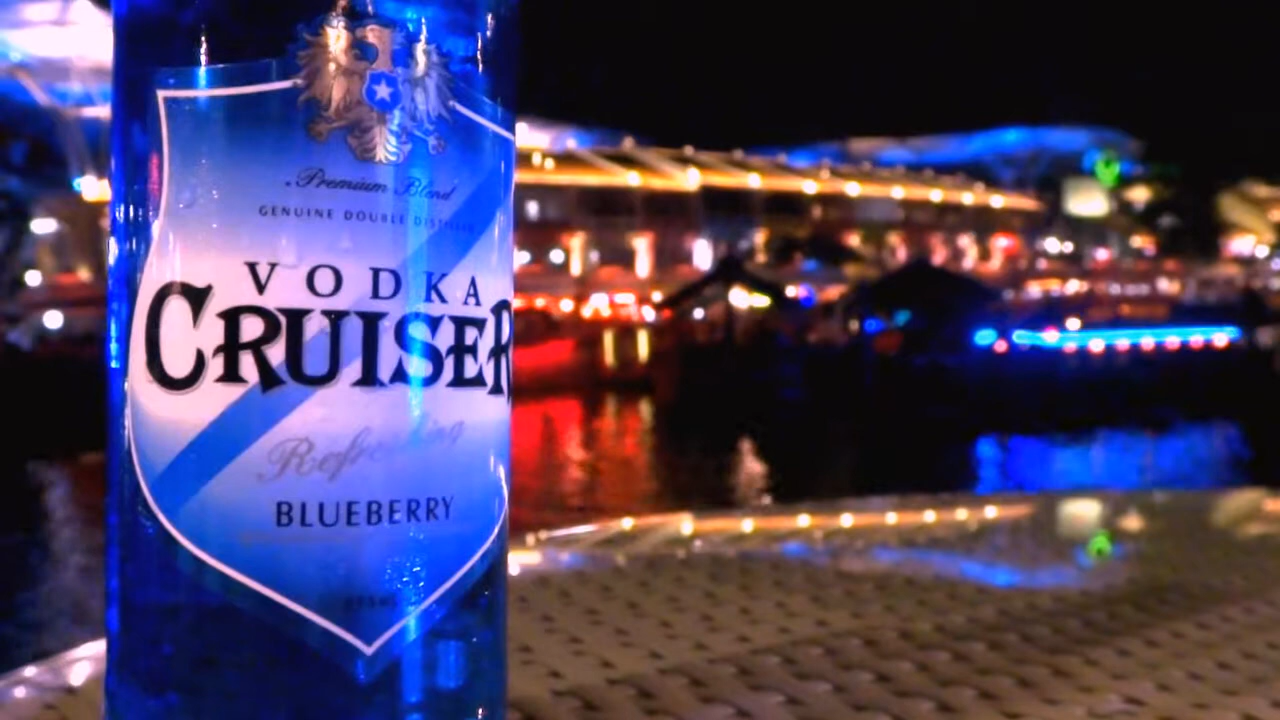 Premium Blend
GENUINE DOUBLE DISTILLED
VODKA
CRUISER
Refreshing
BLUEBERRY